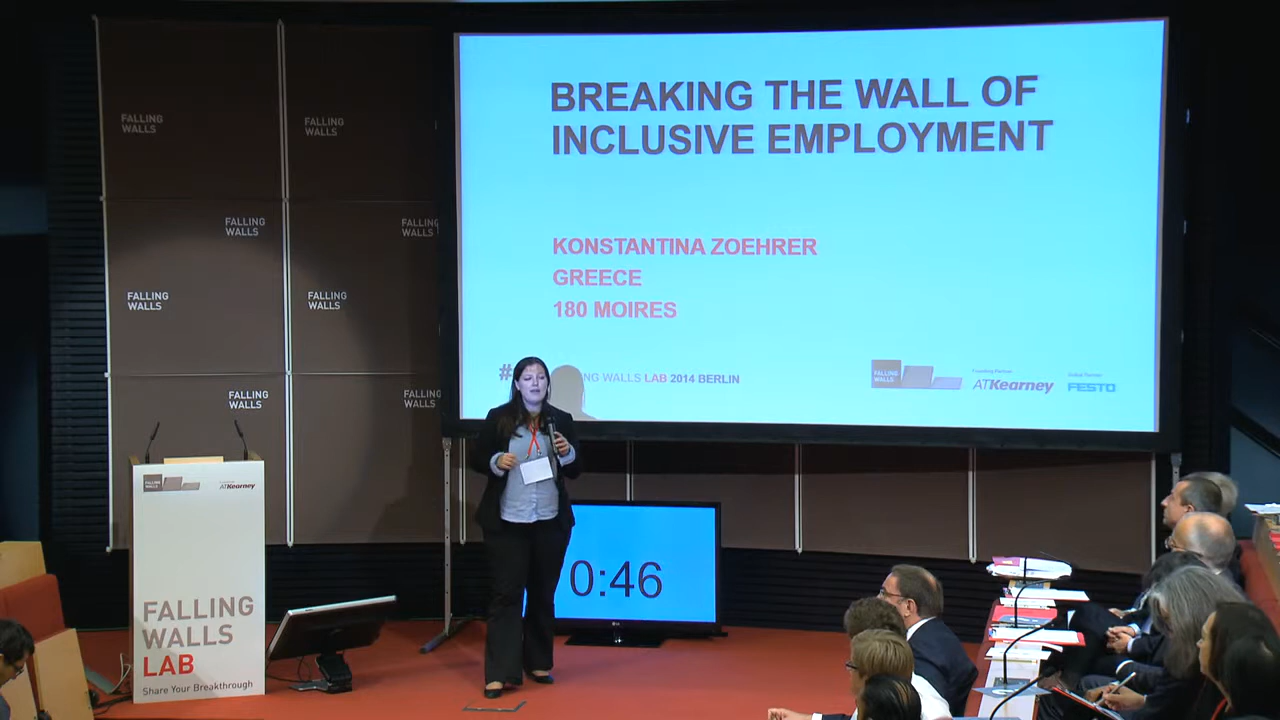 BREAKING THE WALL OF
INCLUSIVE EMPLOYMENT
KONSTANTINA ZOEHRER
GREECE
180 MOIRES
#
NG WALLS LAB 2014 BERLIN
FALLING
WALLS
ATKearney
FESTO
FALLING
WALLS
FALLING
WALLS
FALLING
WALLS
FALLING
WALLS
FALLING
WALLS
FALLING
WALLS
FALLING
WALLS
FALLING
WALLS
0:46
FALLING
WALLS
ATKearney
FALLING
WALLS
LAB
Share Your Breakthrough
LG